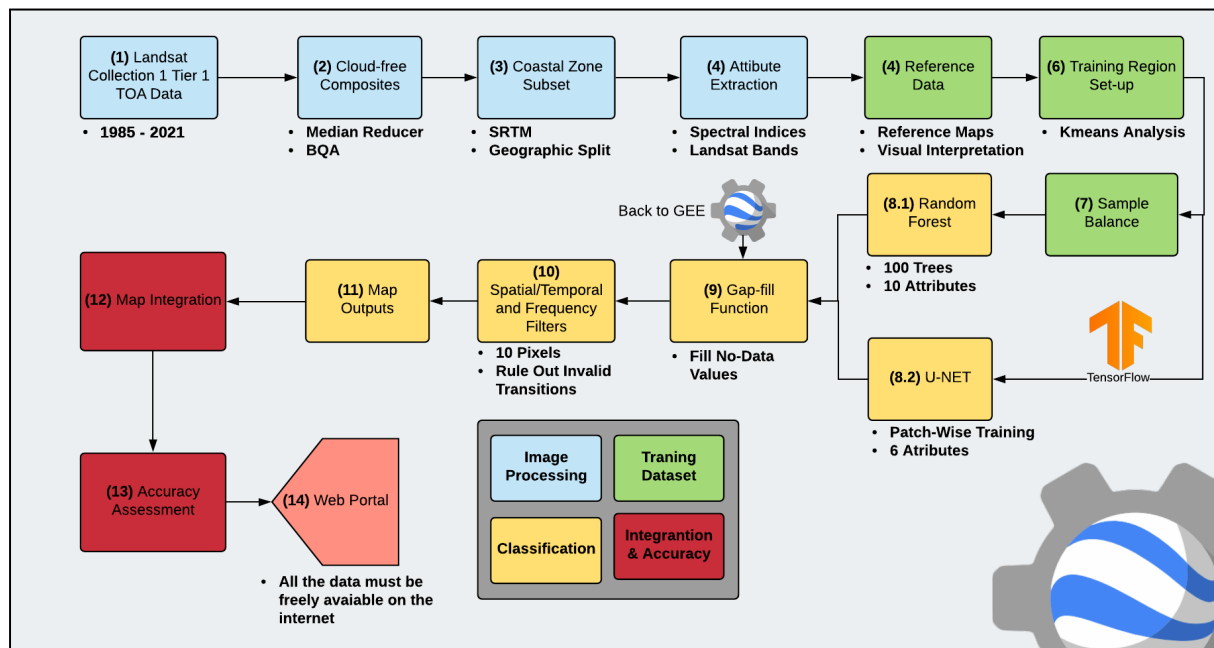 (1) Landsat
Collection 1 Tier 1
TOA Data
• 1985 - 2021
(2) Cloud-free
Composites
• Median Reducer
• BQA
(3) Coastal Zone
Subset
• SRTM
• Geographic Split
(4) Attibute
Extraction
• Spectral Indices
• Landsat Bands
(4) Reference
Data
• Reference Maps
• Visual Interpretation
(6) Training Region
Set-up
• Kmeans Analysis
(7) Sample
Balance
(8.1) Random
Forest
• 100 Trees
• 10 Attributes
TensorFlow
(8.2) U-NET
• Patch-Wise Training
• 6 Atributes
Back to GEE
(9) Gap-fill
Function
• Fill No-Data
Values
(10)
Spatial/Temporal
and Frequency
Filters
• 10 Pixels
• Rule Out Invalid
Transitions
(11) Map
Outputs
(12) Map Integration
(13) Accuracy
Assessment
(14) Web Portal
• All the data must be
freely avaiable on the
internet
Image
Processing
Traning
Dataset
Classification
Integrantion
& Accuracy